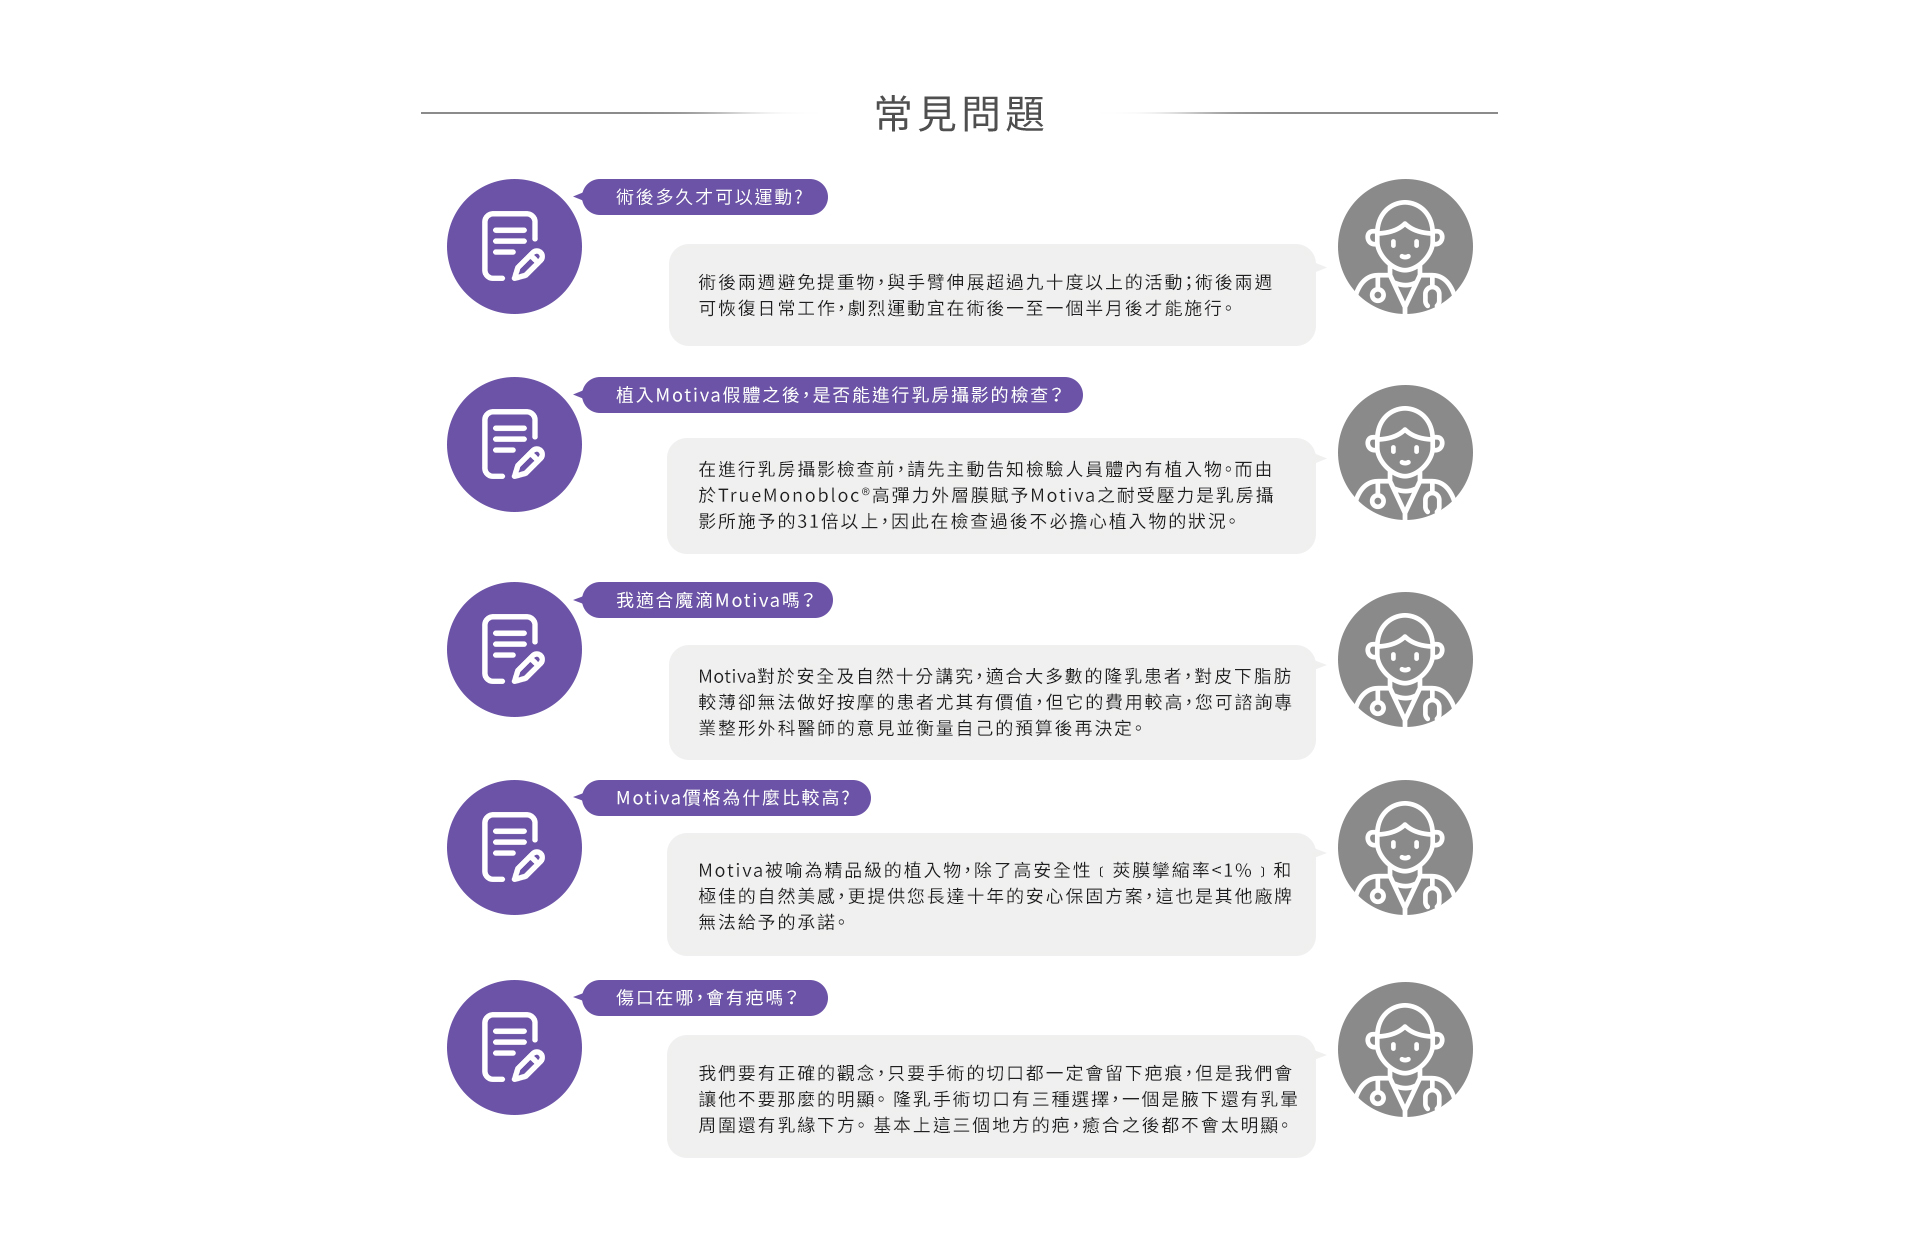 常見問題
術後多久才可以運動?
術後兩週避免提重物，與手臂伸展超過九十度以上的活動；術後兩週
可恢復日常工作，劇烈運動宜在術後一至一個半月後才能施行。
植入Motiva假體之後，是否能進行乳房攝影的檢查？
在進行乳房攝影檢查前，請先主動告知檢驗人員體內有植入物。而由
於TrueMonobloc®高彈力外層膜賦予Motiva之耐受壓力是乳房攝
影所施予的31倍以上，因此在檢查過後不必擔心植入物的狀況。
我適合魔滴Motiva嗎？
Motiva對於安全及自然十分講究，適合大多數的隆乳患者，對皮下脂肪
較薄卻無法做好按摩的患者尤其有價值，但它的費用較高，您可諮詢專
業整形外科醫師的意見並衡量自己的預算後再決定。
Motiva價格為什麼比較高?
Motiva被喻為精品級的植入物，除了高安全性﹝莢膜攣縮率<1%﹞和
極佳的自然美感，更提供您長達十年的安心保固方案，這也是其他廠牌
無法給予的承諾。
傷口在哪，會有疤嗎？
我們要有正確的觀念，只要手術的切口都一定會留下疤痕，但是我們會
讓他不要那麼的明顯。隆乳手術切口有三種選擇，一個是腋下還有乳暈
周圍還有乳緣下方。基本上這三個地方的疤，癒合之後都不會太明顯。